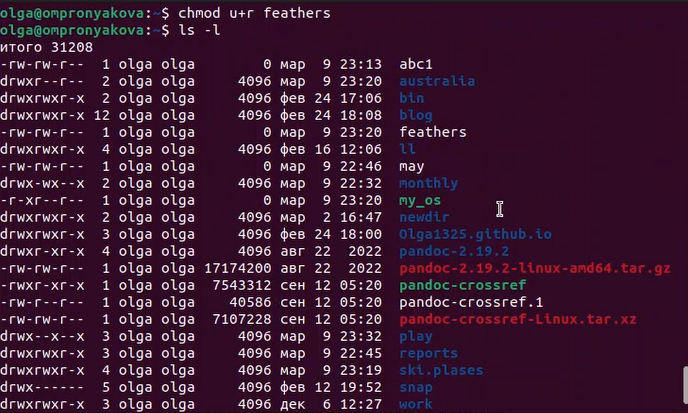 olga@ompronyakova:~$ chmod u+r feathers
olga@ompronyakova:~$ ls -l
итого 31208
-rw-rw-r-- 1 olga olga 0 мар 9 23:13 abc1
drwxr--r-- 2 olga olga 4096 мар 9 23:20 australia
drwxrwxr-x 2 olga olga 4096 фев 24 17:06 bin
drwxrwxr-x 12 olga olga 4096 фев 24 18:08 blog
-rw-rw-r-- 1 olga olga 0 мар 9 23:20 feathers
drwxrwxr-x 4 olga olga 4096 фев 16 12:06 ll
-rw-rw-r-- 1 olga olga 0 мар 9 22:46 may
drwx-wx--x 2 olga olga 4096 мар 9 22:32 monthly
-r-xr--r-- 1 olga olga 0 мар 9 23:20 my_os
drwxrwxr-x 2 olga olga 4096 мар 2 16:47 newdir
drwxrwxr-x 3 olga olga 4096 фев 24 18:00 Olga1325.github.io
drwxr-xr-x 4 olga olga 4096 авг 22 2022 pandoc-2.19.2
-rw-rw-r-- 1 olga olga 17174200 авг 22 2022 pandoc-2.19.2-linux-amd64.tar.gz
-rwxr-xr-x 1 olga olga 7543312 сен 12 05:20 pandoc-crossref
-rw-r--r-- 1 olga olga 40586 сен 12 05:20 pandoc-crossref.1
-rw-rw-r-- 1 olga olga 7107228 сен 12 05:20 pandoc-crossref-Linux.tar.xz
drwx--x--x 3 olga olga 4096 мар 9 23:32 play
drwxrwxr-x 3 olga olga 4096 мар 9 22:45 reports
drwxrwxr-x 4 olga olga 4096 мар 9 23:19 ski.plases
drwx------ 5 olga olga 4096 фев 12 19:52 snap
drwxrwxr-x 3 olga olga 4096 дек 6 12:27 work